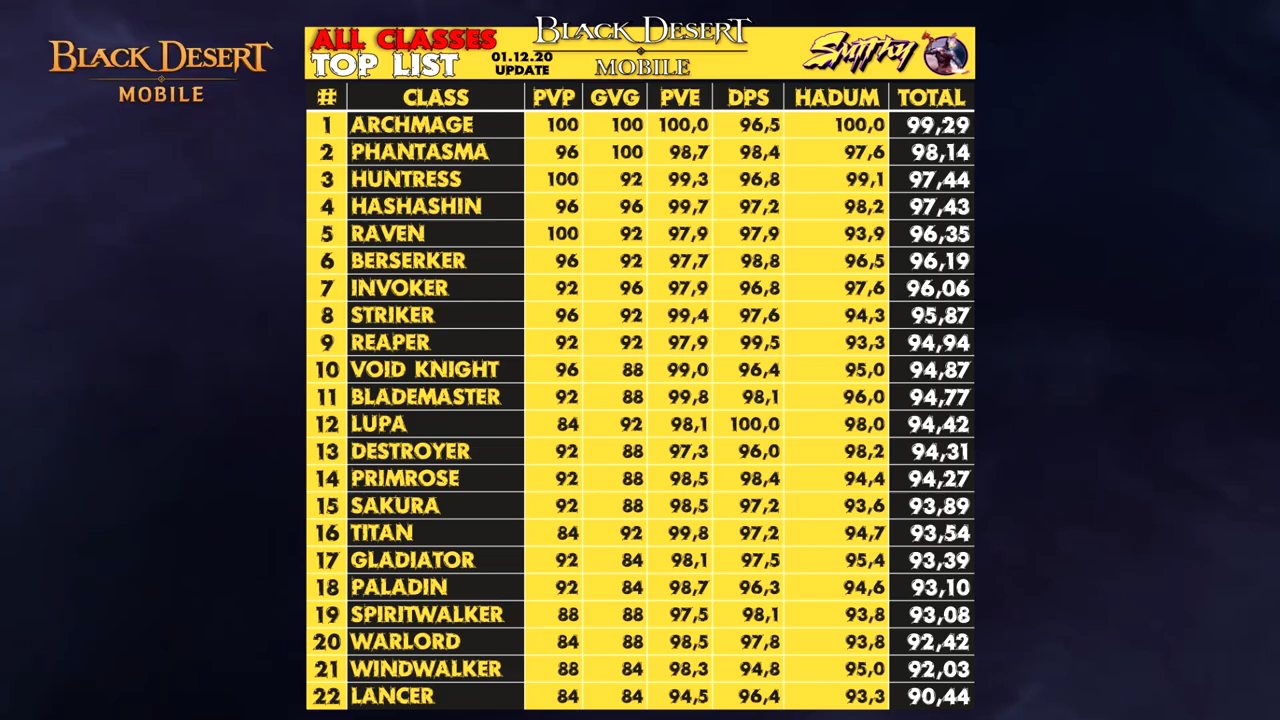 BLACK DESERT
MOBILE
ALL CLASSES
TOP LIST
01.12.20
UPDATE
BLACK DESERT
MOBILE
# CLASS PVP GVG PVE DPS HADUM TOTAL
1 ARCHMAGE 100 100 100,0 96,5 100,0 99,29
2 PHANTASMA 96 100 98,7 98,4 97,6 98,14
3 HUNTRESS 100 92 99,3 96,8 99,1 97,44
4 HASHASHIN 96 96 99,7 97,2 98,2 97,43
5 RAVEN 100 92 97,9 97,9 93,9 96,35
6 BERSERKER 96 92 97,7 98,8 96,5 96,19
7 INVOKER 92 96 97,9 96,8 97,6 96,06
8 STRIKER 96 92 99,4 97,6 94,3 95,87
9 REAPER 92 92 97,9 99,5 93,3 94,94
10 VOID KNIGHT 96 88 99,0 96,4 95,0 94,87
11 BLADEMASTER 92 88 99,8 98,1 96,0 94,77
12 LUPA 84 92 98,1 100,0 98,0 94,42
13 DESTROYER 92 88 97,3 96,0 98,2 94,31
14 PRIMROSE 92 88 98,5 98,4 94,4 94,27
15 SAKURA 92 88 98,5 97,2 93,6 93,89
16 TITAN 84 92 99,8 97,2 94,7 93,54
17 GLADIATOR 92 84 98,1 97,5 95,4 93,39
18 PALADIN 92 84 98,7 96,3 94,6 93,10
19 SPIRITWALKER 88 88 97,5 98,1 93,8 93,08
20 WARLORD 84 88 98,5 97,8 93,8 92,42
21 WINDWALKER 88 84 98,3 94,8 95,0 92,03
22 LANCER 84 84 94,5 96,4 93,3 90,44